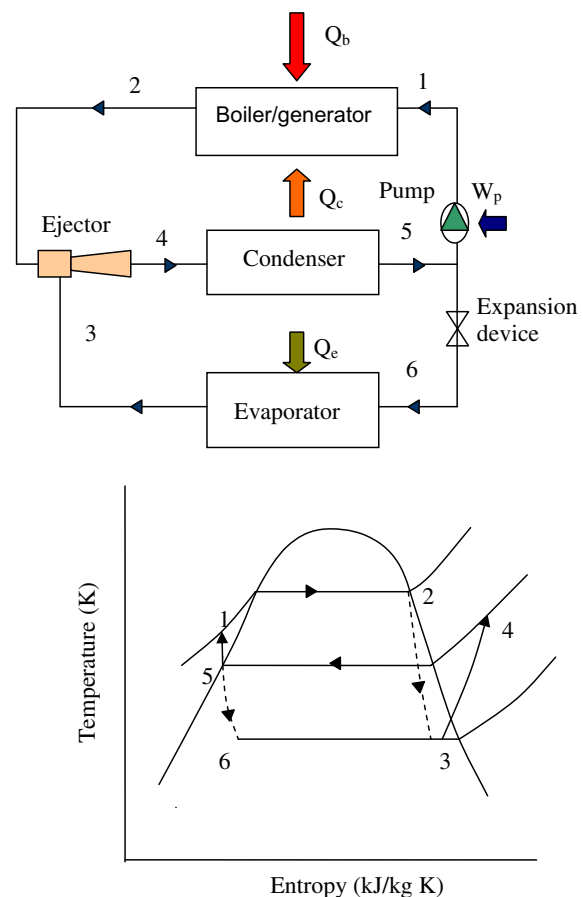 Q_b
2
1
Boiler/generator
Q_c
Pump
W_p
Ejector
4
5
Condenser
3
Expansion
device
Q_e
6
Evaporator
Temperature (K)
1
2
4
5
6
3
Entropy (kJ/kg K)